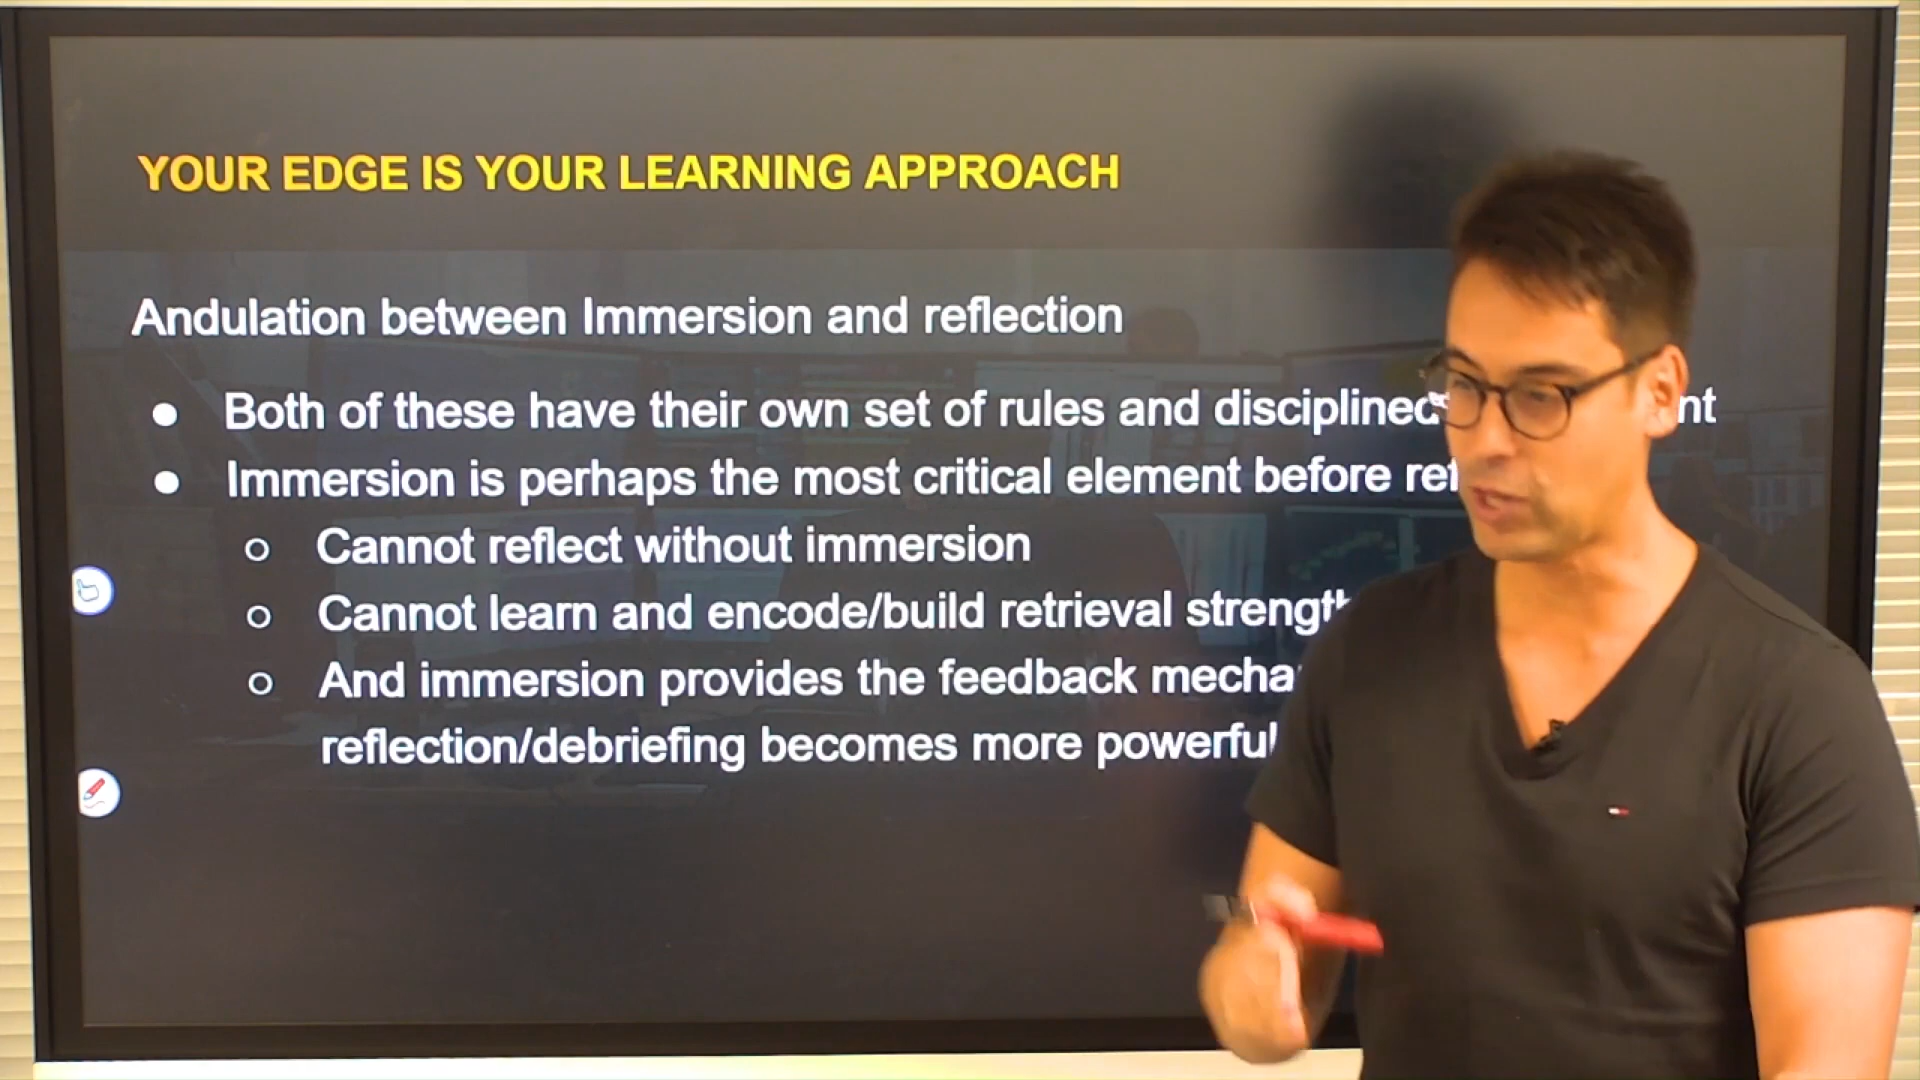 YOUR EDGE IS YOUR LEARNING APPROACH
Andulation between Immersion and reflection
● Both of these have their own set of rules and disciplined
● Immersion is perhaps the most critical element before
○ Cannot reflect without immersion
○ Cannot learn and encode/build retrieval strength
○ And immersion provides the feedback
reflection/debriefing becomes more powerful